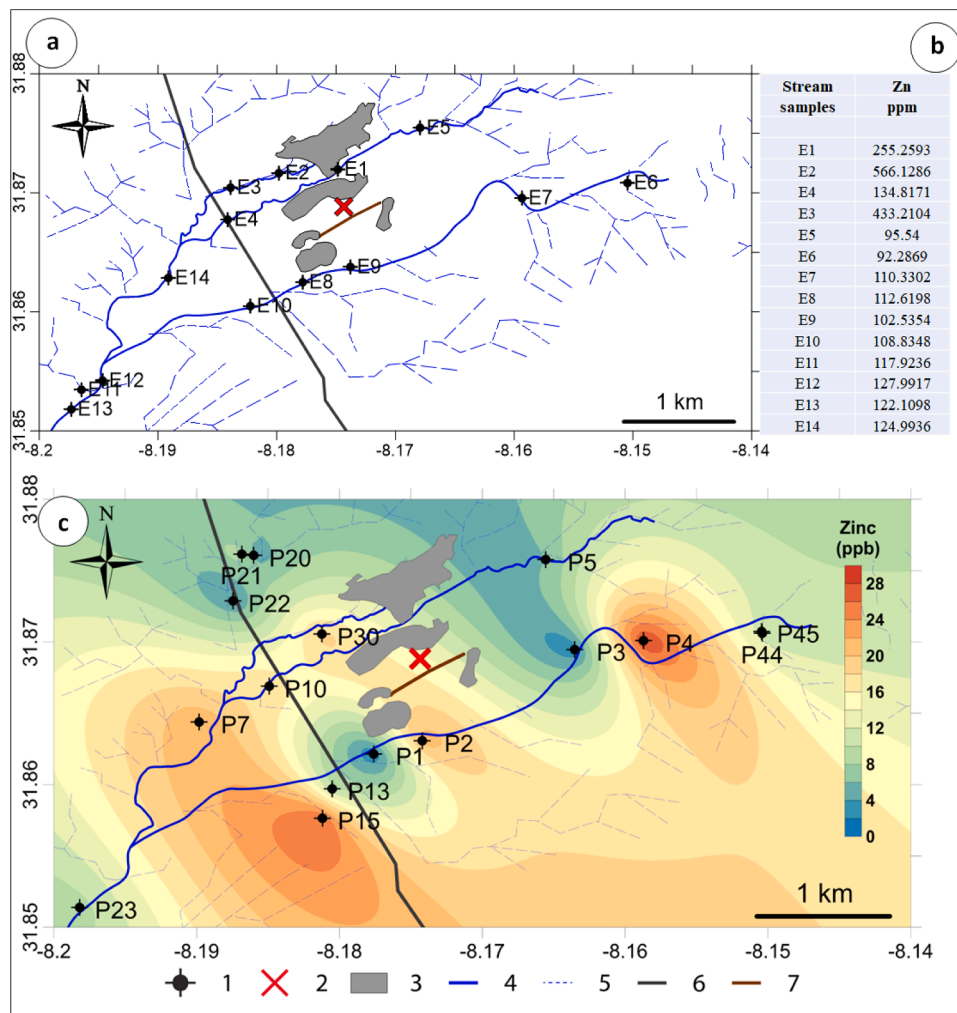 a
b
N
31.88
31.87
31.86
31.85
-8.2
-8.19
-8.18
-8.17
-8.16
-8.15
-8.14
E5
E1
E2
E3
E4
E6
E7
E9
E8
E14
E10
E12
E11
E13
1 km
Stream samples Zn ppm
E1 255.2593
E2 566.1286
E4 134.8171
E3 433.2104
E5 95.54
E6 92.2869
E7 110.3302
E8 112.6198
E9 102.5354
E10 108.8348
E11 117.9236
E12 127.9917
E13 122.1098
E14 124.9936
c
N
31.88
31.87
31.86
31.85
P20
P21
P22
P5
P30
P3
P4
P45
P44
P10
P7
P2
P1
P13
P15
P23
Zinc
(ppb)
28
24
20
16
12
8
4
0
1 km
-8.2
-8.19
-8.18
-8.17
-8.16
-8.15
-8.14
1 2 3 4 5 6 7